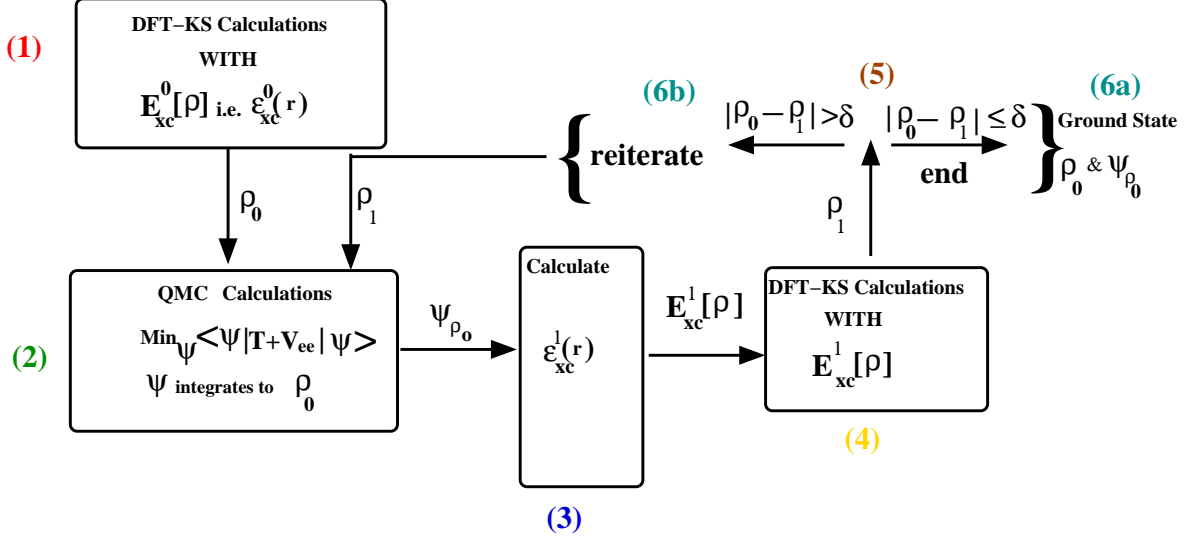 (1)
DFT–KS Calculations
WITH
E⁰xc[ρ] i.e. ε⁰xc(r)
ρ₀
ρ₁
(2)
QMC Calculations
Minψ<ψ|T+Vee|ψ>
ψ integrates to ρ₀
ψρo
Calculate
ε¹xc(r)
(3)
E¹xc[ρ]
DFT–KS Calculations
WITH
E¹xc[ρ]
(4)
ρ₁
(5)
|ρ₀–ρ₁|>δ
|ρ₀–ρ₁|≤δ
end
(6b)
{ reiterate
(6a)
} Ground State
ρ₀ & ψρ₀